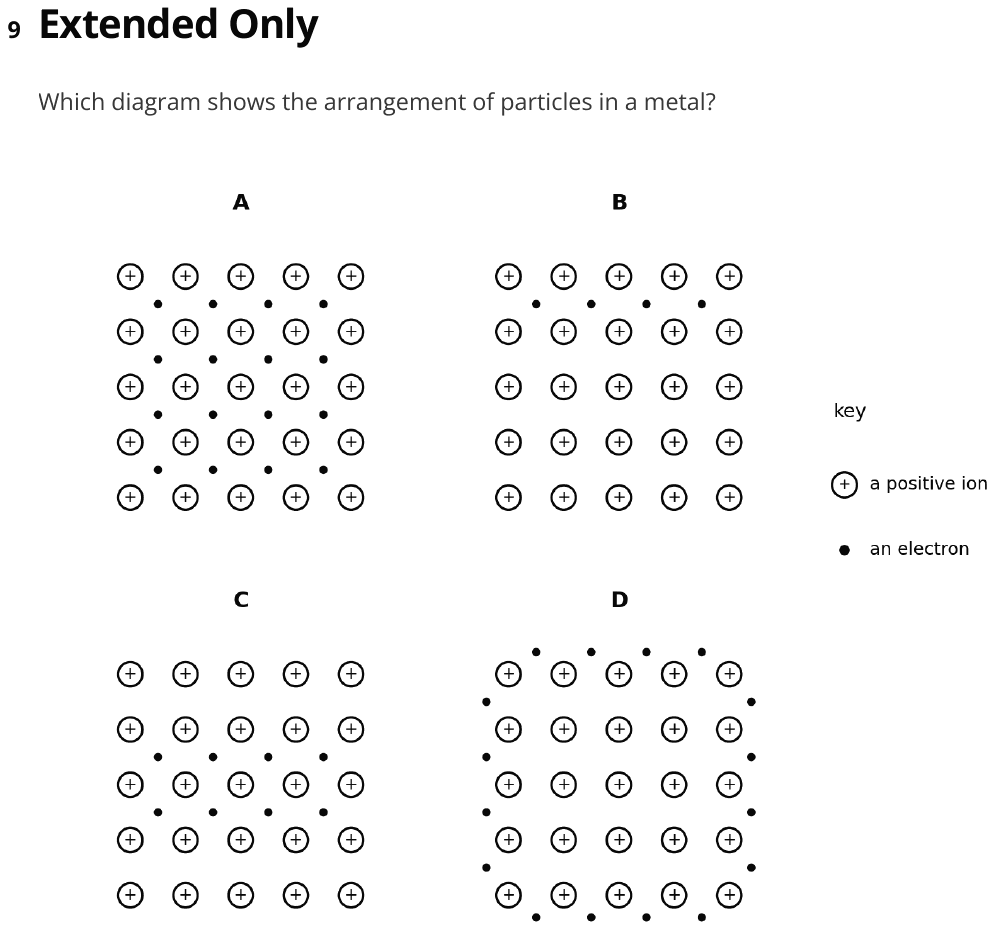 9 Extended Only
Which diagram shows the arrangement of particles in a metal?
A
B
key
a positive ion
an electron
C
D